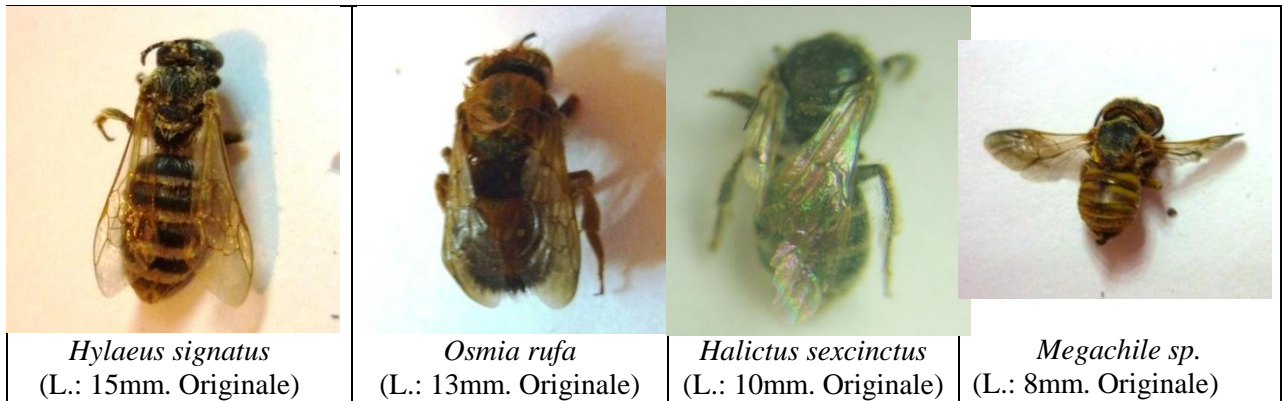 Hylaeus signatus
(L.: 15mm. Originale)
Osmia rufa
(L.: 13mm. Originale)
Halictus sexcinctus
(L.: 10mm. Originale)
Megachile sp.
(L.: 8mm. Originale)